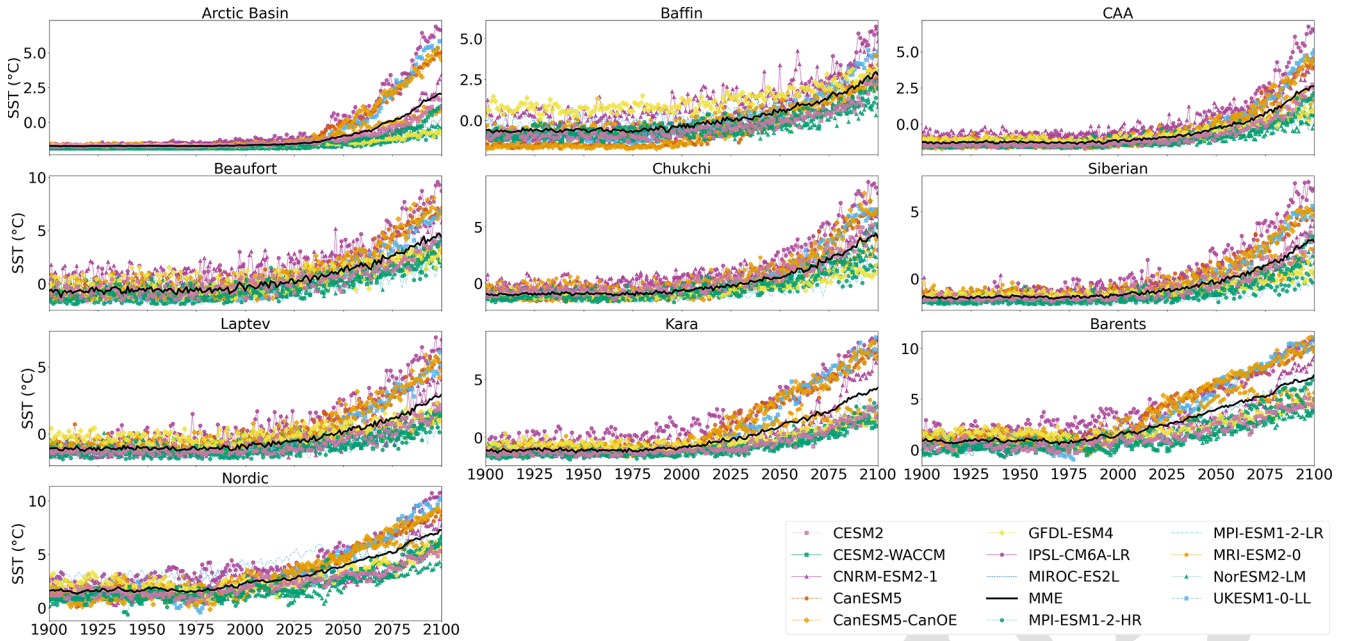 Arctic Basin
Baffin
CAA
SST (°C)
5.0
2.5
0.0
5.0
2.5
0.0
5.0
2.5
0.0
Beaufort
Chukchi
Siberian
SST (°C)
10
5
0
5
0
5
0
Laptev
Kara
Barents
SST (°C)
5
0
5
0
10
5
0
1900 1925 1950 1975 2000 2025 2050 2075 2100
1900 1925 1950 1975 2000 2025 2050 2075 2100
Nordic
SST (°C)
10
5
0
1900 1925 1950 1975 2000 2025 2050 2075 2100
CESM2
CESM2-WACCM
CNRM-ESM2-1
CanESM5
CanESM5-CanOE
GFDL-ESM4
IPSL-CM6A-LR
MIROC-ES2L
MME
MPI-ESM1-2-HR
MPI-ESM1-2-LR
MRI-ESM2-0
NorESM2-LM
UKESM1-0-LL